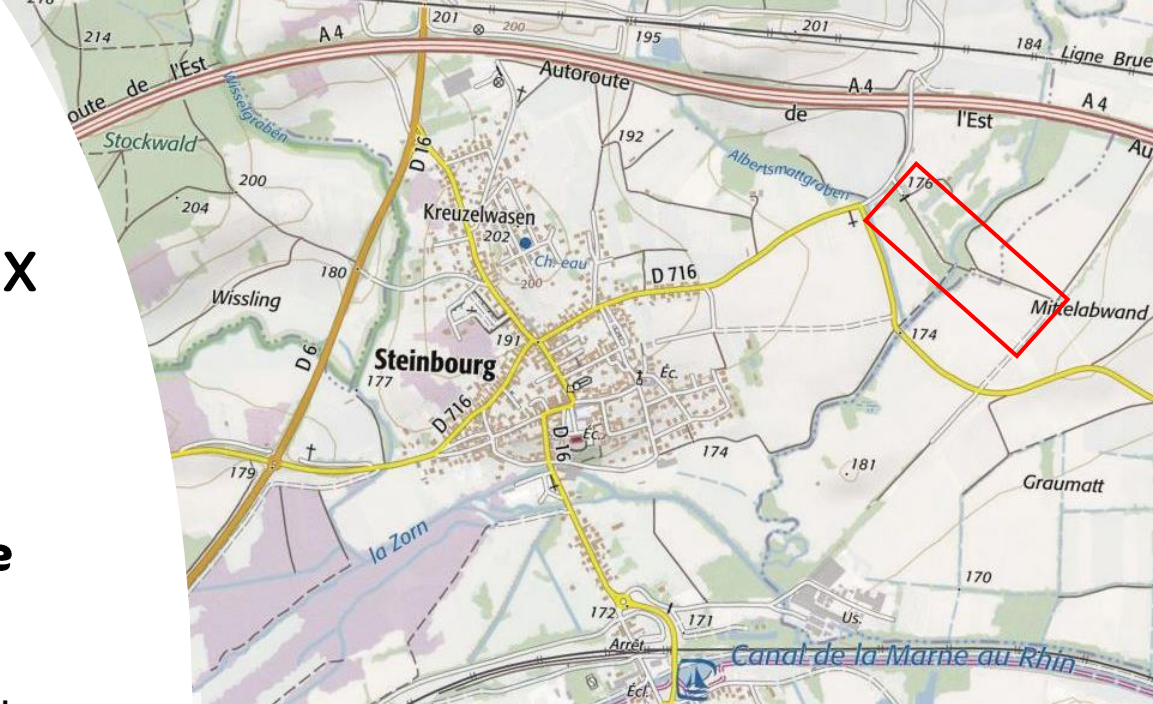 201
200
201
214
A 4
195
184
Ligne Brue
route de l'Est
Autoroute
A 4
de
l'Est
A 4
Au
Wisselgraben
Stockwald
D 16
192
Albertsmattgraben
176
200
204
Kreuzelwasen
202
Ch. eau
200
180
D 716
Wissling
Mittelabwand
191
174
Steinbourg
D 6
177
Éc.
D 716
D 16
Éc.
174
179
181
Graumatt
la Zorn
170
172
171
Us.
Arrêt
Canal de la Marne au Rhin
Écl.
X
e